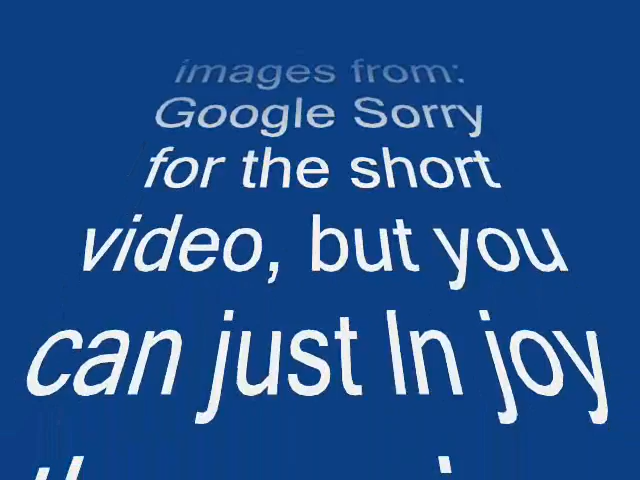 images from:
Google Sorry
for the short
video, but you
can just In joy